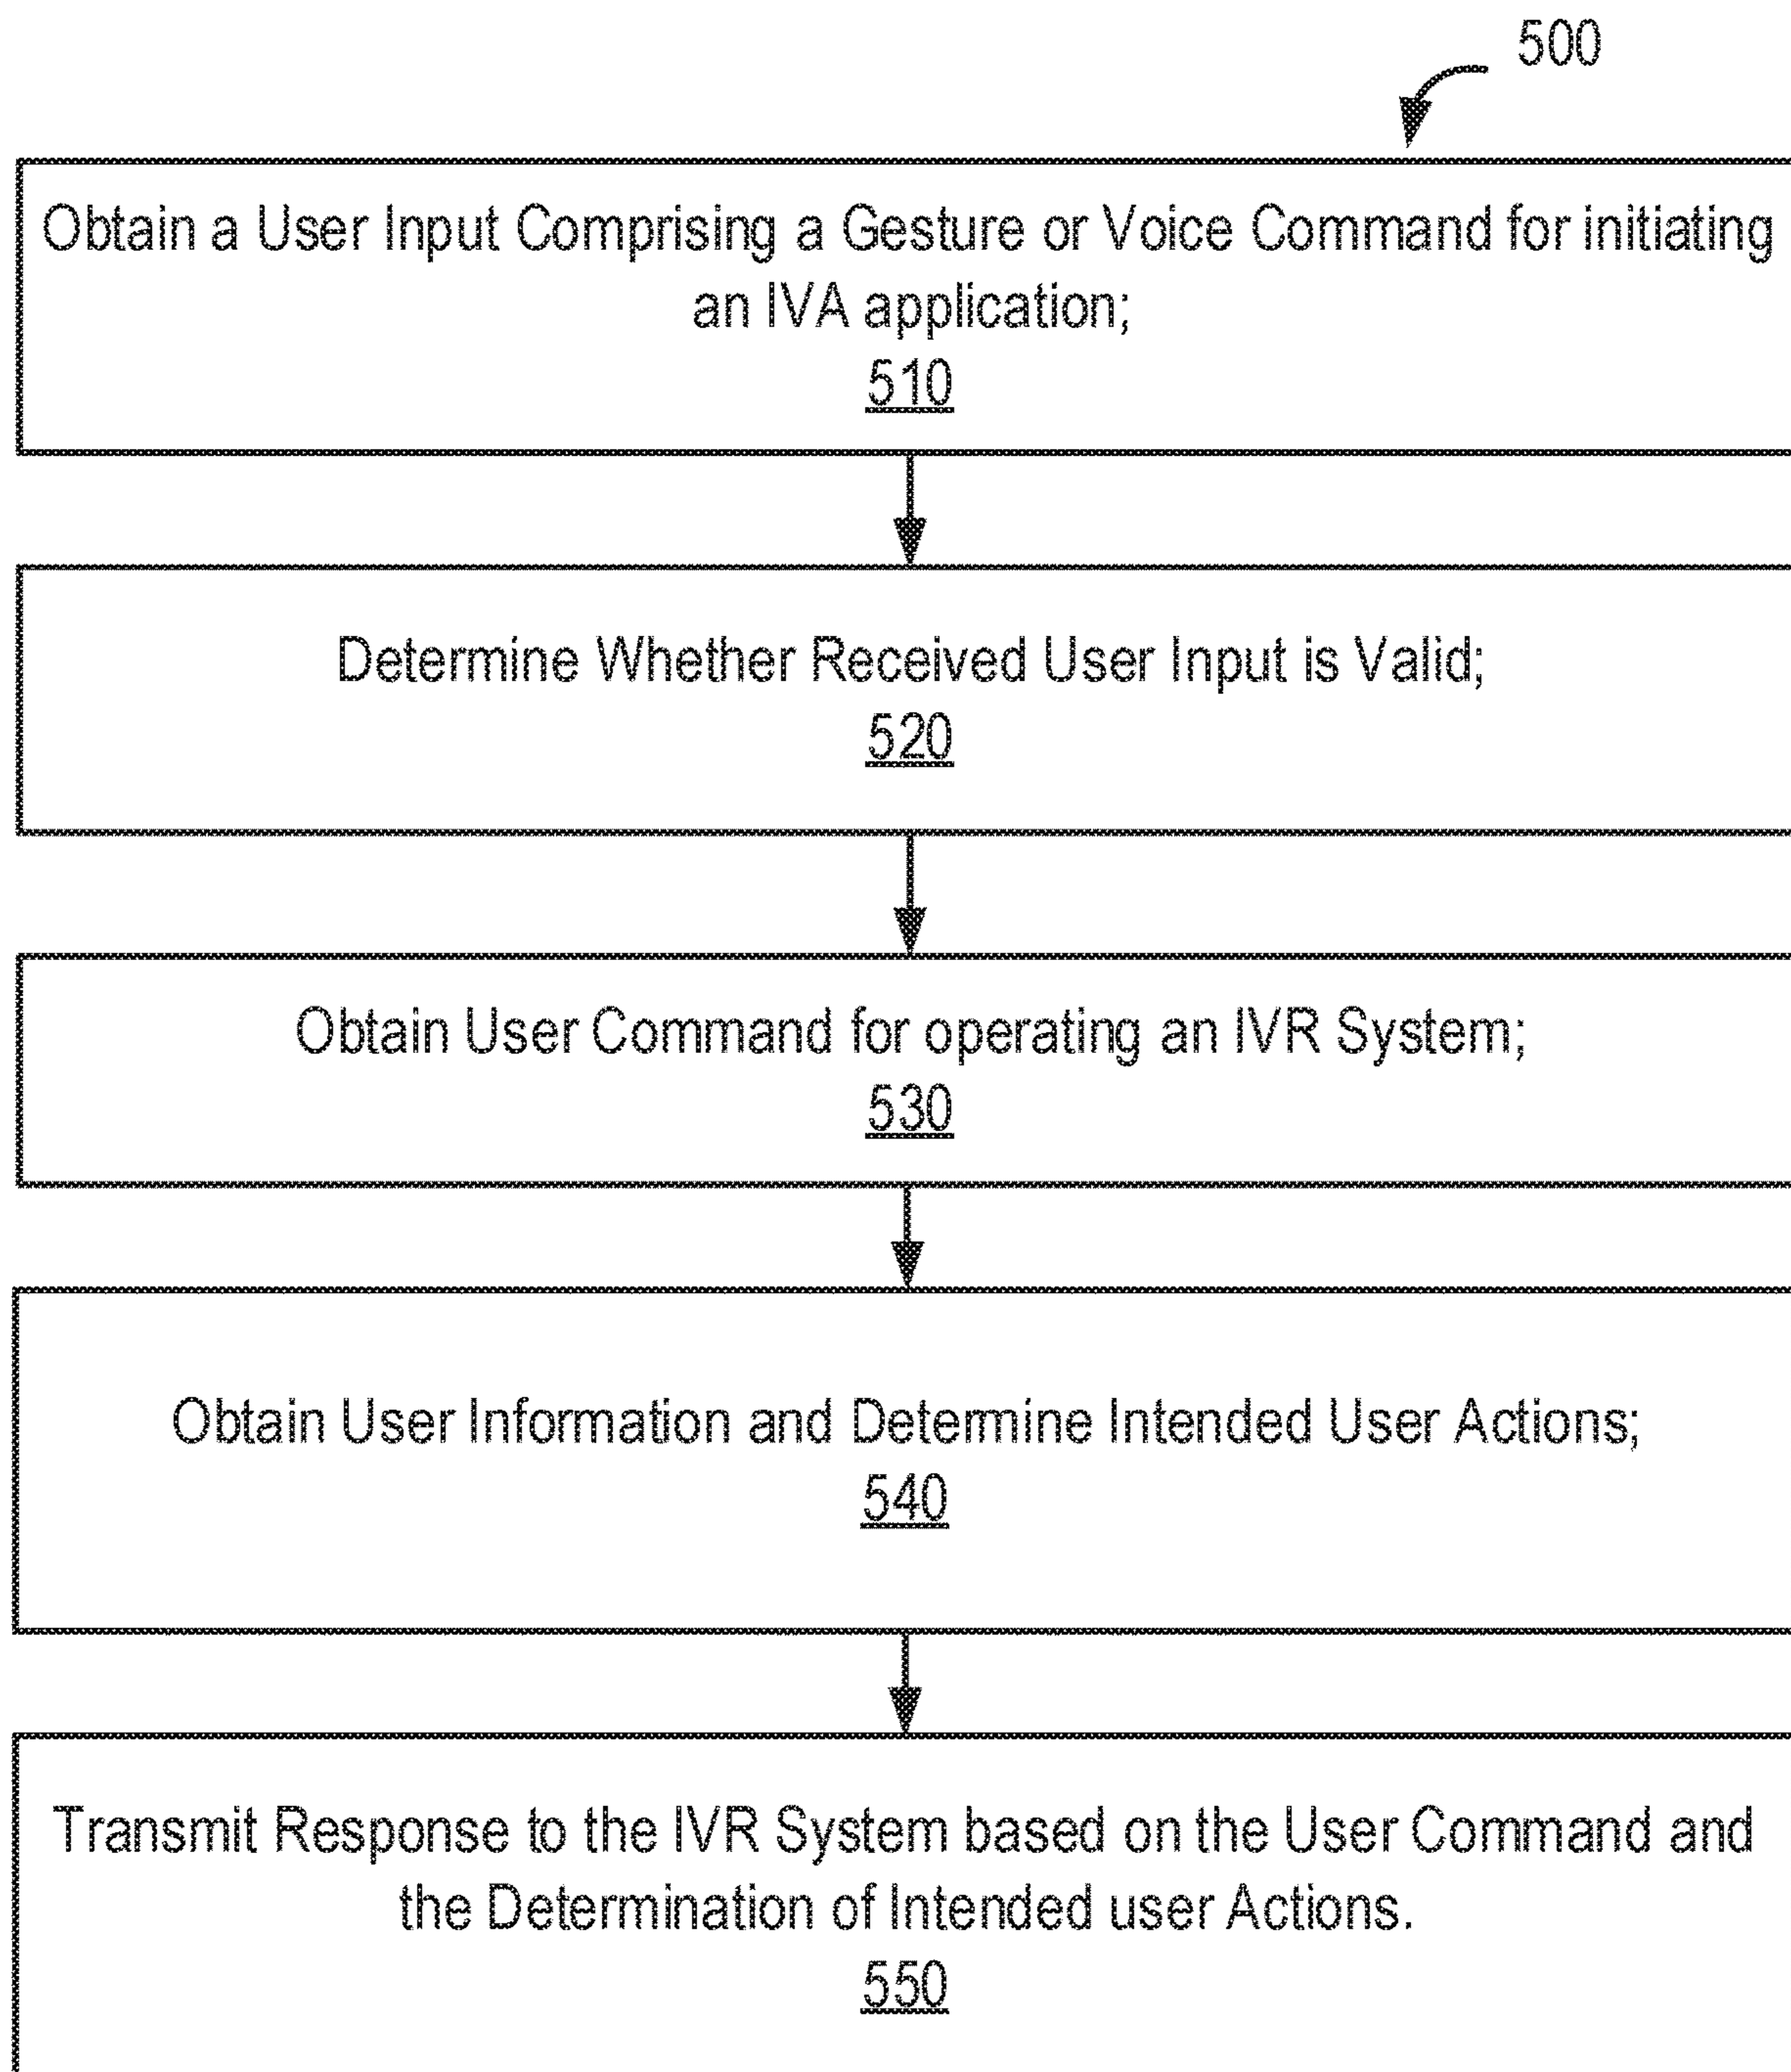 500
Obtain a User Input Comprising a Gesture or Voice Command for initiating
an IVA application;
510
Determine Whether Received User Input is Valid;
520
Obtain User Command for operating an IVR System;
530
Obtain User Information and Determine Intended User Actions;
540
Transmit Response to the IVR System based on the User Command and
the Determination of Intended user Actions.
550